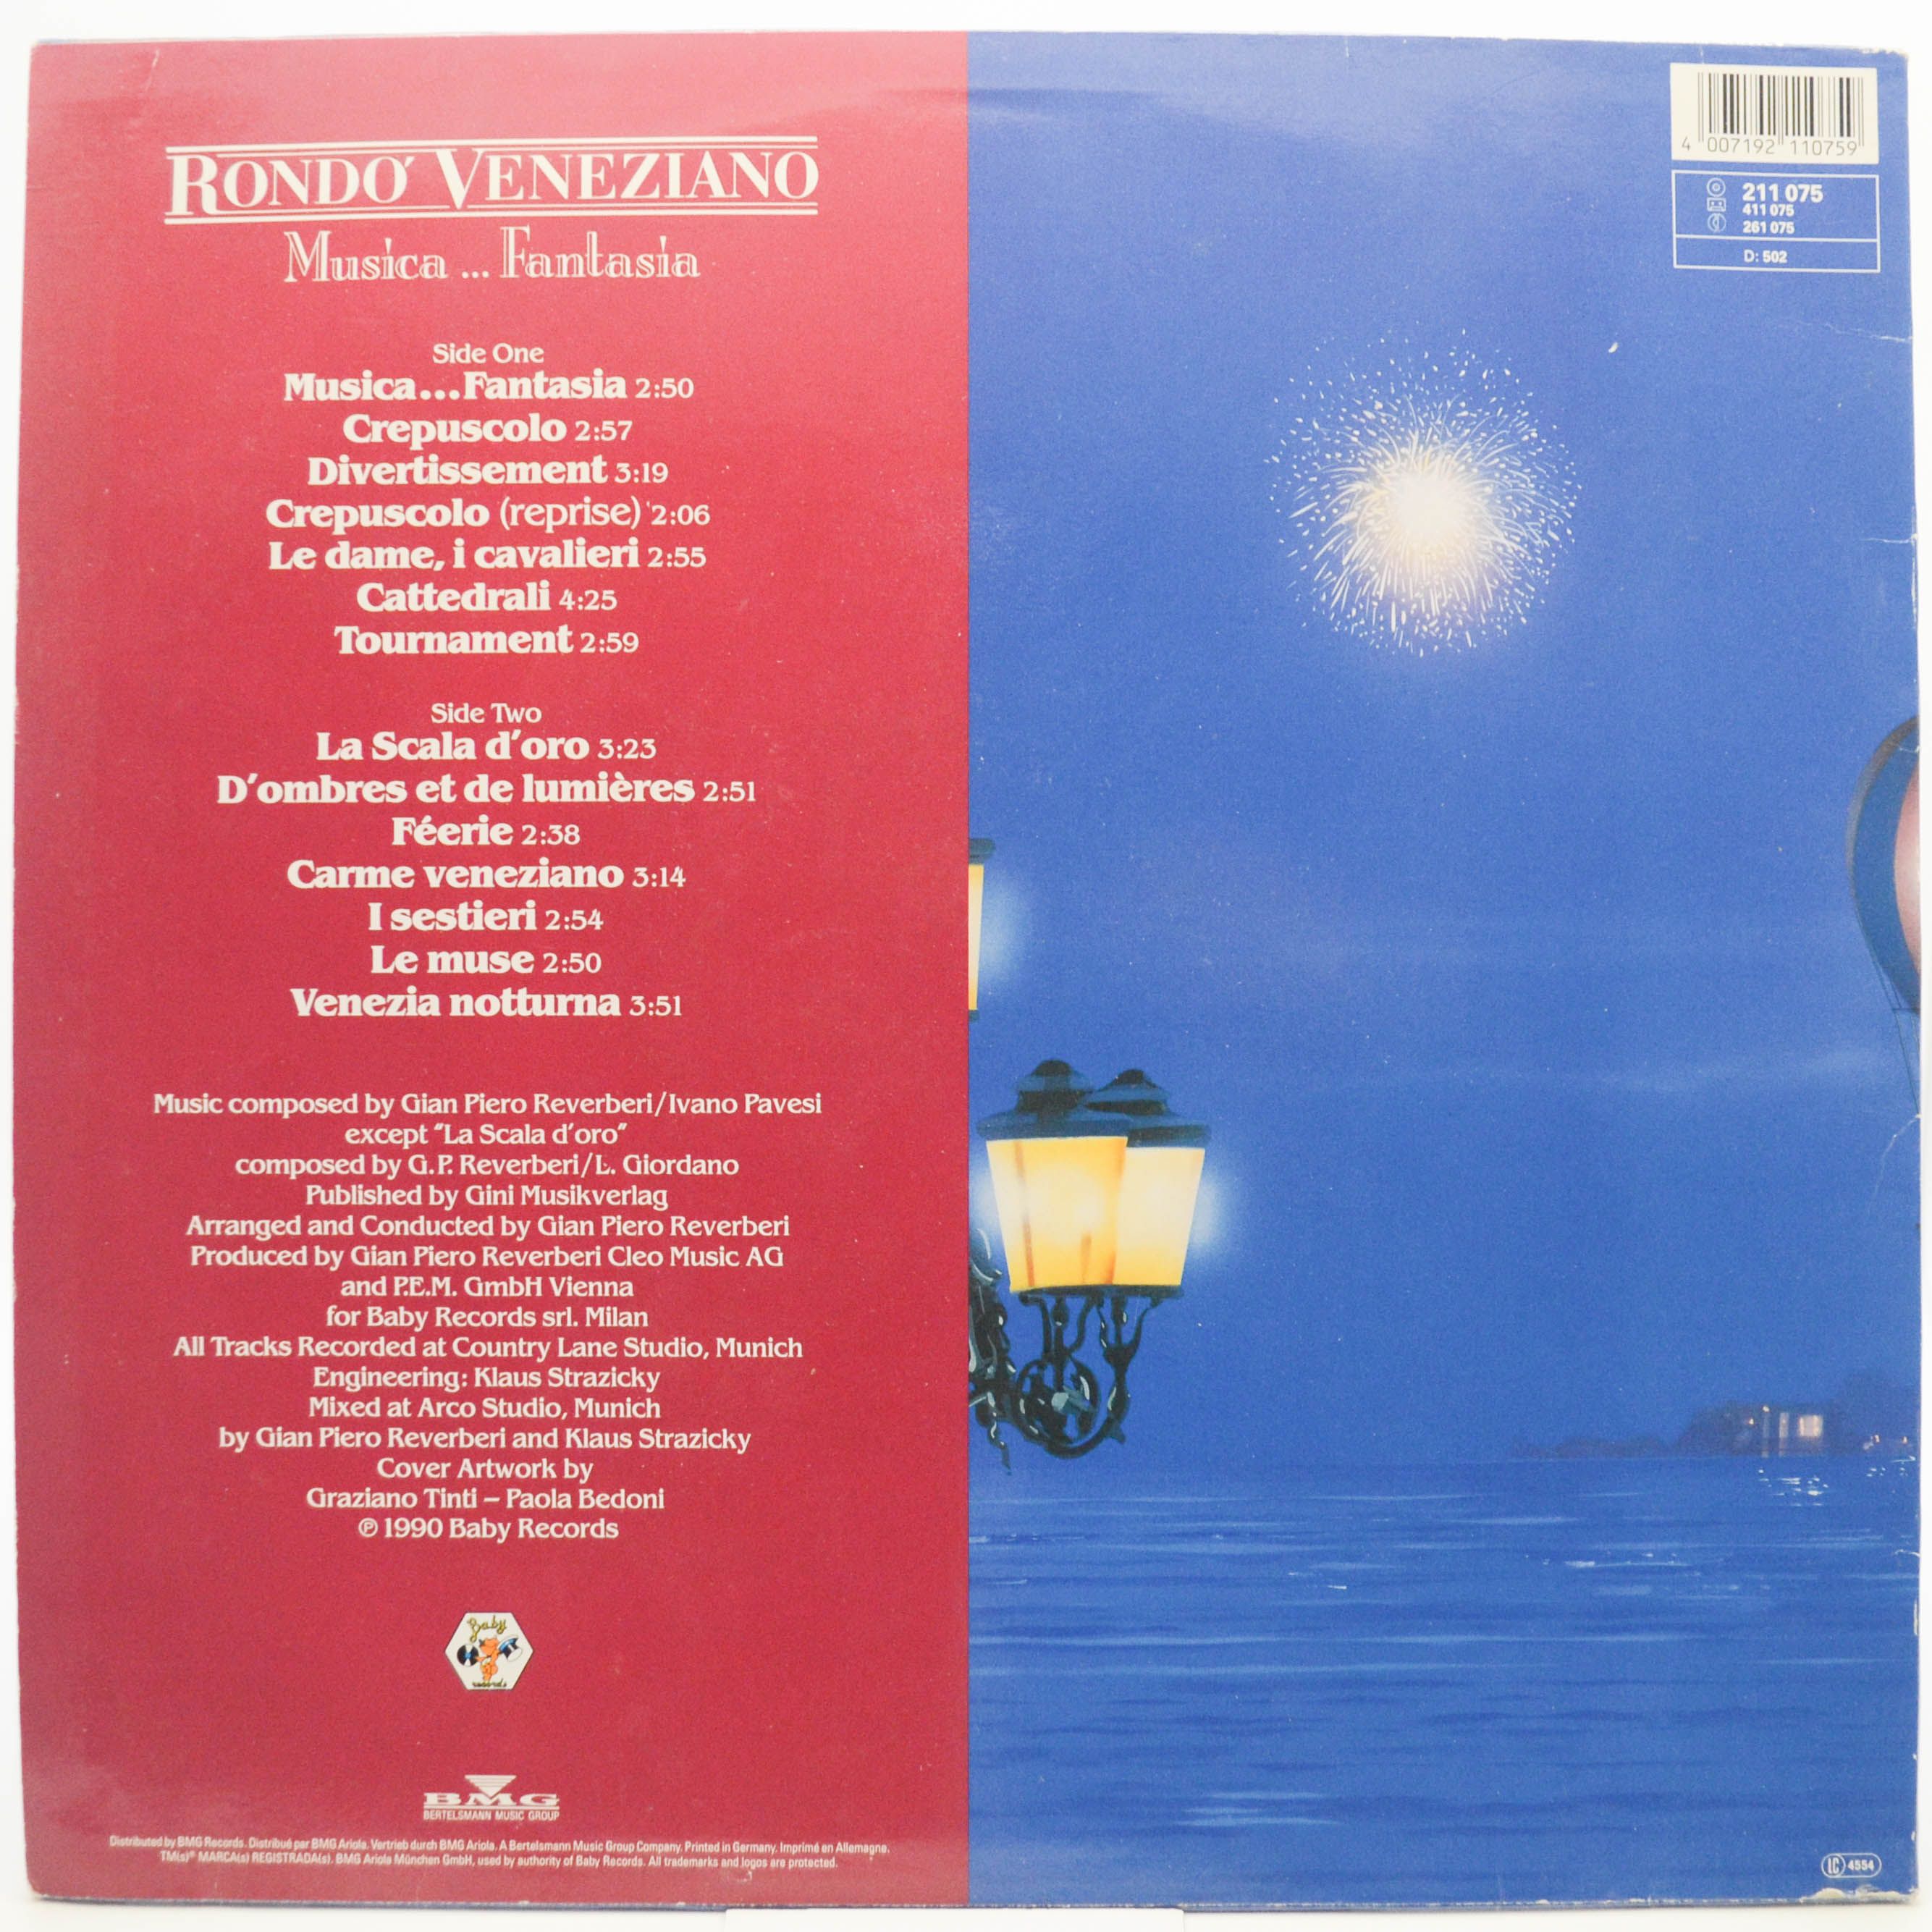 RONDO' VENEZIANO
Musica ... Fantasia
Side One
Musica...Fantasia 2:50
Crepuscolo 2:57
Divertissement 3:19
Crepuscolo (reprise) 2:06
Le dame, i cavalieri 2:55
Cattedrali 4:25
Tournament 2:59
Side Two
La Scala d'oro 3:23
D'ombres et de lumières 2:51
Féerie 2:38
Carme veneziano 3:14
I sestieri 2:54
Le muse 2:50
Venezia notturna 3:51
Music composed by Gian Piero Reverberi/Ivano Pavesi
except "La Scala d'oro"
composed by G.P. Reverberi/L. Giordano
Published by Gini Musikverlag
Arranged and Conducted by Gian Piero Reverberi
Produced by Gian Piero Reverberi Cleo Music AG
and P.E.M. GmbH Vienna
for Baby Records srl. Milan
All Tracks Recorded at Country Lane Studio, Munich
Engineering: Klaus Strazicky
Mixed at Arco Studio, Munich
by Gian Piero Reverberi and Klaus Strazicky
Cover Artwork by
Graziano Tinti – Paola Bedoni
℗ 1990 Baby Records
Baby
records
BMG
BERTELSMANN MUSIC GROUP
Distributed by BMG Records. Distribué par BMG Ariola. Vertrieb durch BMG Ariola. A Bertelsmann Music Group Company. Printed in Germany. Imprimé en Allemagne.
TM(s)® MARCA(s) REGISTRADA(s). BMG Ariola München GmbH, used by authority of Baby Records. All trademarks and logos are protected.
4 007192 110759
211 075
411 075
261 075
D: 502
LC 4554